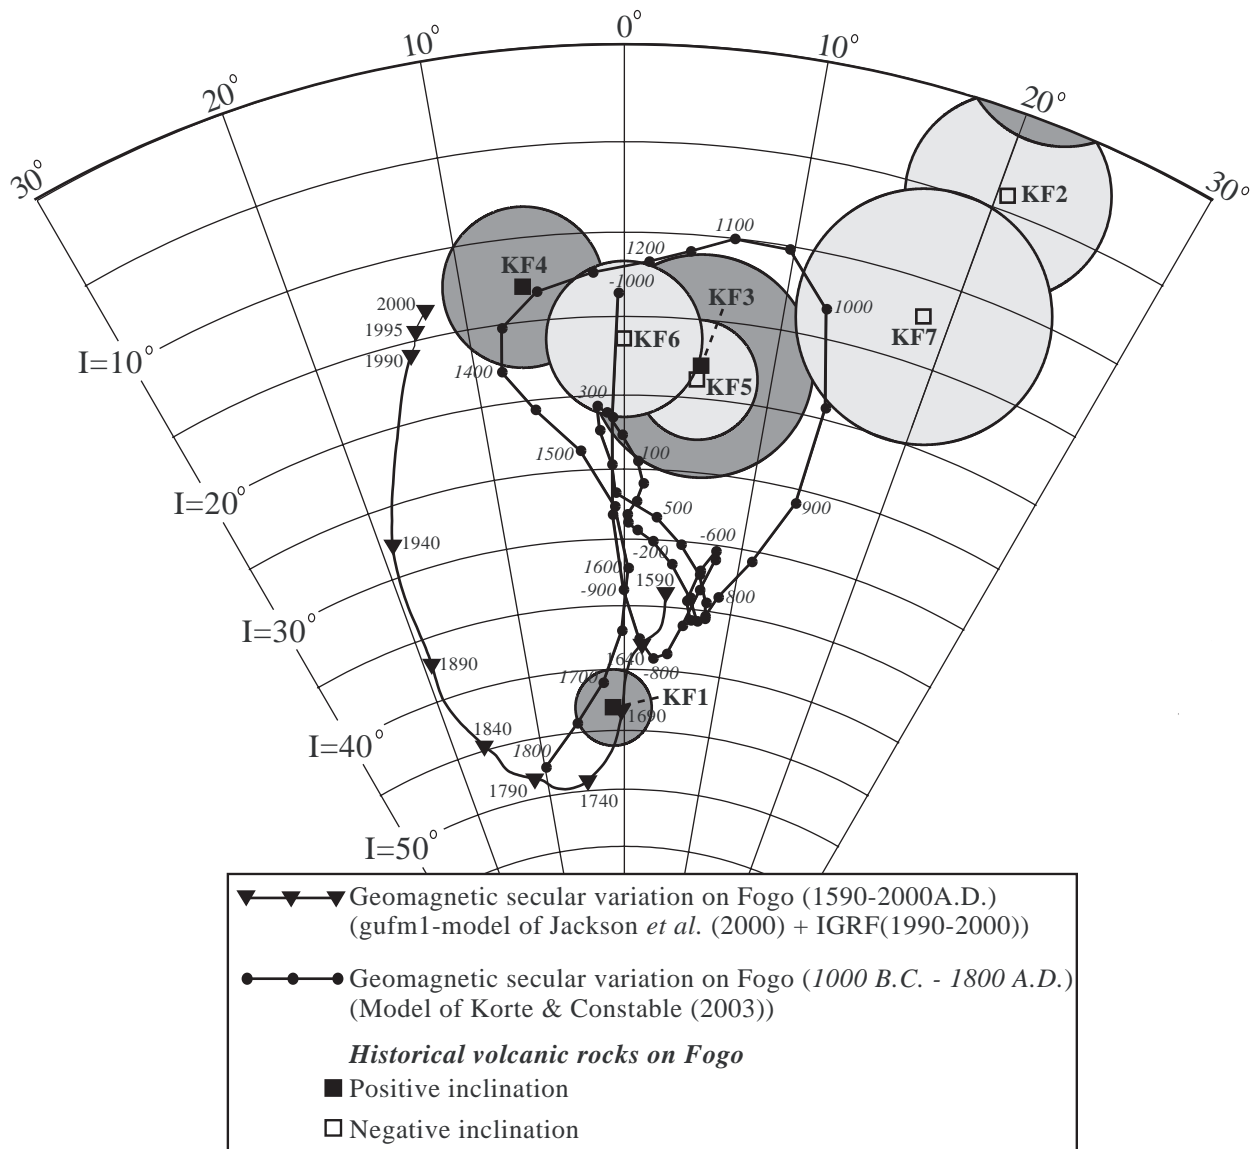 0°
10°
10°
20°
20°
30°
30°
1100
1200
KF2
KF4
-1000
KF3
2000
1000
1995
KF7
KF6
I=10°
1990
1400
KF5
300
1500
100
I=20°
500
900
1940
-600
-200
1600
1590
-900
800
I=30°
1640
1890
-800
1700
KF1
1690
1840
I=40°
1800
1790
1740
I=50°
Geomagnetic secular variation on Fogo (1590-2000A.D.)
(gufm1-model of Jackson et al. (2000) + IGRF(1990-2000))
Geomagnetic secular variation on Fogo (1000 B.C. - 1800 A.D.)
(Model of Korte & Constable (2003))
Historical volcanic rocks on Fogo
Positive inclination
Negative inclination